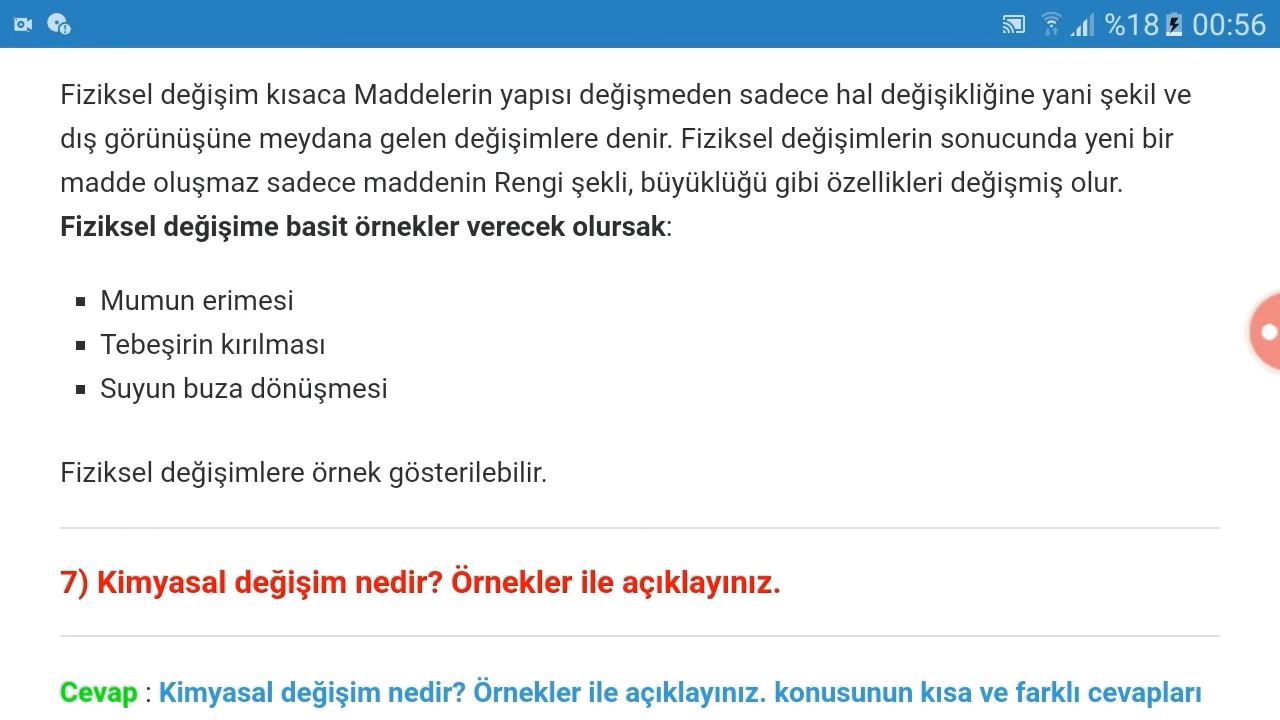 %18 00:56
Fiziksel değişim kısaca Maddelerin yapısı değişmeden sadece hal değişikliğine yani şekil ve
dış görünüşüne meydana gelen değişimlere denir. Fiziksel değişimlerin sonucunda yeni bir
madde oluşmaz sadece maddenin Rengi şekli, büyüklüğü gibi özellikleri değişmiş olur.
Fiziksel değişime basit örnekler verecek olursak:
▪ Mumun erimesi
▪ Tebeşirin kırılması
▪ Suyun buza dönüşmesi
Fiziksel değişimlere örnek gösterilebilir.
7) Kimyasal değişim nedir? Örnekler ile açıklayınız.
Cevap : Kimyasal değişim nedir? Örnekler ile açıklayınız. konusunun kısa ve farklı cevapları